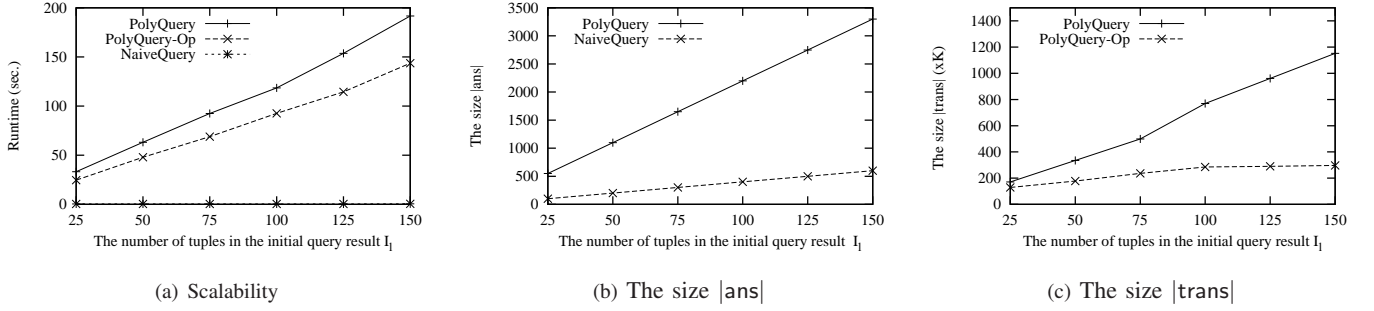 200
150
100
50
0
25
50
75
100
125
150
Runtime (sec.)
The number of tuples in the initial query result I_l
PolyQuery
PolyQuery-Op
NaiveQuery
(a) Scalability
3500
3000
2500
2000
1500
1000
500
0
25
50
75
100
125
150
The size |ans|
The number of tuples in the initial query result I_l
PolyQuery
NaiveQuery
(b) The size |ans|
1400
1200
1000
800
600
400
200
0
25
50
75
100
125
150
The size |trans| (xK)
The number of tuples in the initial query result I_l
PolyQuery
PolyQuery-Op
(c) The size |trans|